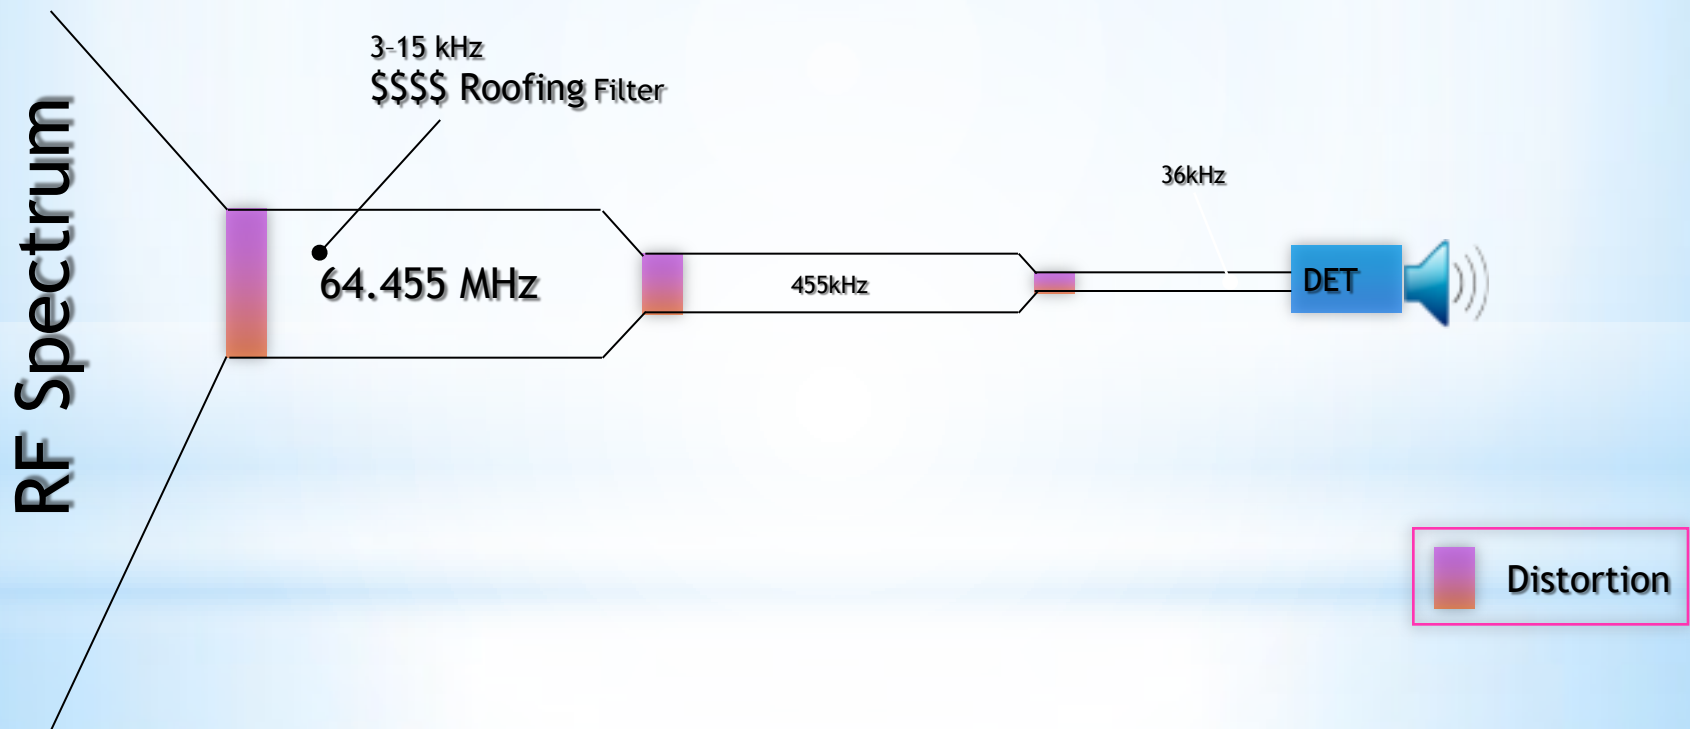 RF Spectrum
3-15 kHz
$$$$ Roofing Filter
64.455 MHz
455kHz
36kHz
DET
Distortion